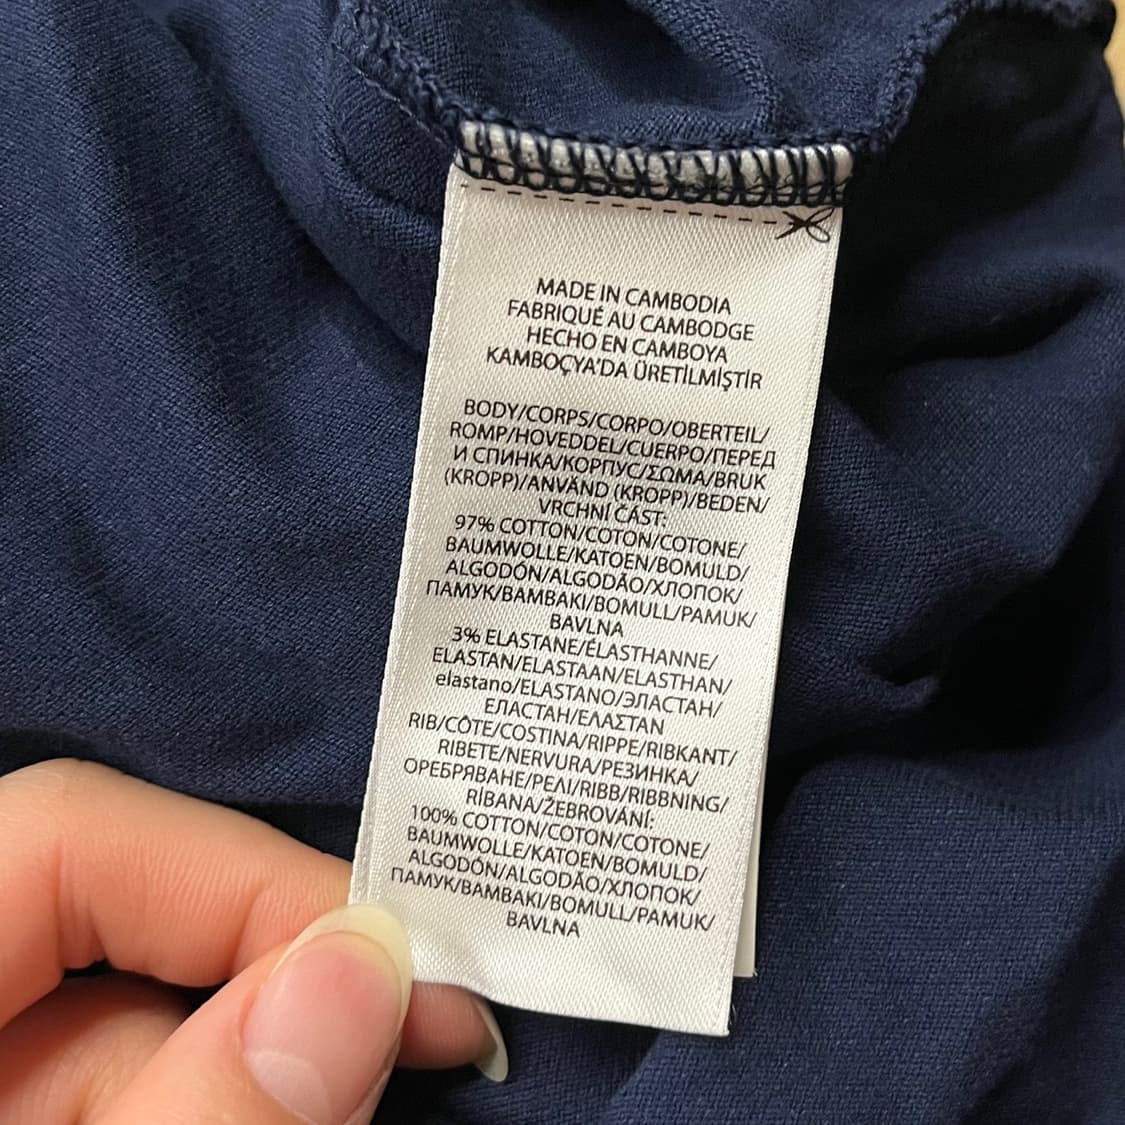 MADE IN CAMBODIA
FABRIQUÉ AU CAMBODGE
HECHO EN CAMBOYA
KAMBOÇYA'DA ÜRETİLMİŞTİR
BODY/CORPS/CORPO/OBERTEIL/
ROMP/HOVEDDEL/CUERPO/ПЕРЕД
И СПИНКА/КОРПУС/ΣΩΜΑ/BRUK
(KROPP)/ANVÄND (KROPP)/BEDEN/
VRCHNÍ ČÁST:
97% COTTON/COTON/COTONE/
BAUMWOLLE/KATOEN/BOMULD/
ALGODÓN/ALGODÃO/ХЛОПОК/
ПАМУК/BAMBAKI/BOMULL/PAMUK/
BAVLNA
3% ELASTANE/ÉLASTHANNE/
ELASTAN/ELASTAAN/ELASTHAN/
elastano/ELASTANO/ЭЛАСТАН/
ЕЛАСТАН/ΕΛΑΣΤΑΝ
RIB/CÔTE/COSTINA/RIPPE/RIBKANT/
RIBETE/NERVURA/РЕЗИНКА/
ОРЕБРЯВАНЕ/ΡΕΛΙ/RIBB/RIBBNING/
RİBANA/ŽEBROVÁNÍ:
100% COTTON/COTON/COTONE/
BAUMWOLLE/KATOEN/BOMULD/
ALGODÓN/ALGODÃO/ХЛОПОК/
ПАМУК/BAMBAKI/BOMULL/PAMUK/
BAVLNA